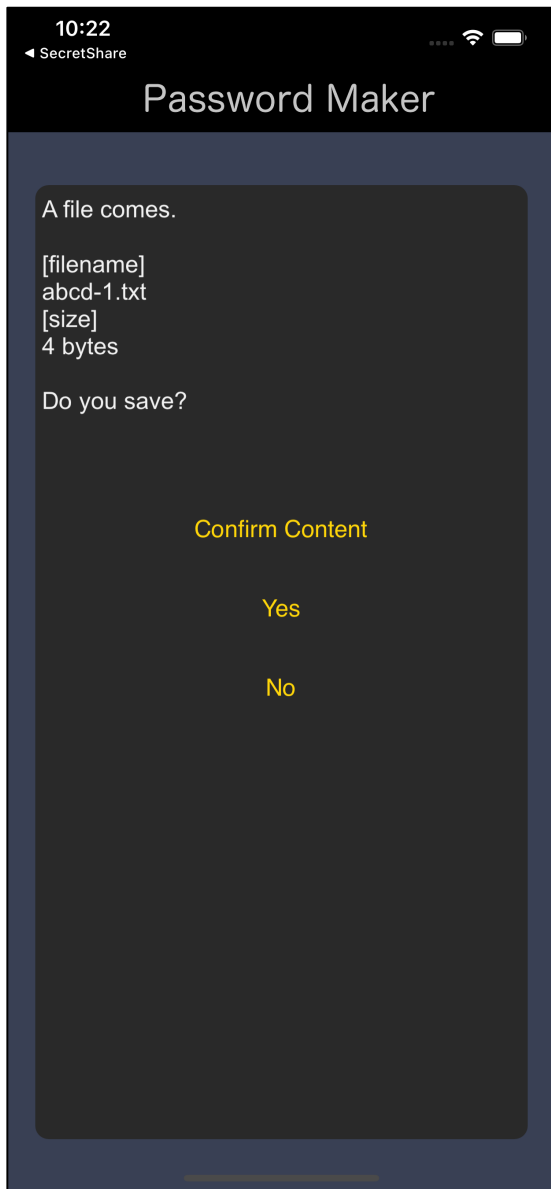 10:22
◀ SecretShare
Password Maker
A file comes.
[filename]
abcd-1.txt
[size]
4 bytes
Do you save?
Confirm Content
Yes
No